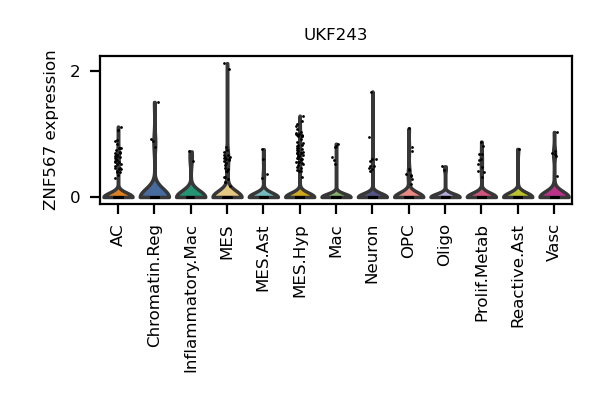 UKF243
ZNF567 expression
2
0
AC
Chromatin.Reg
Inflammatory.Mac
MES
MES.Ast
MES.Hyp
Mac
Neuron
OPC
Oligo
Prolif.Metab
Reactive.Ast
Vasc